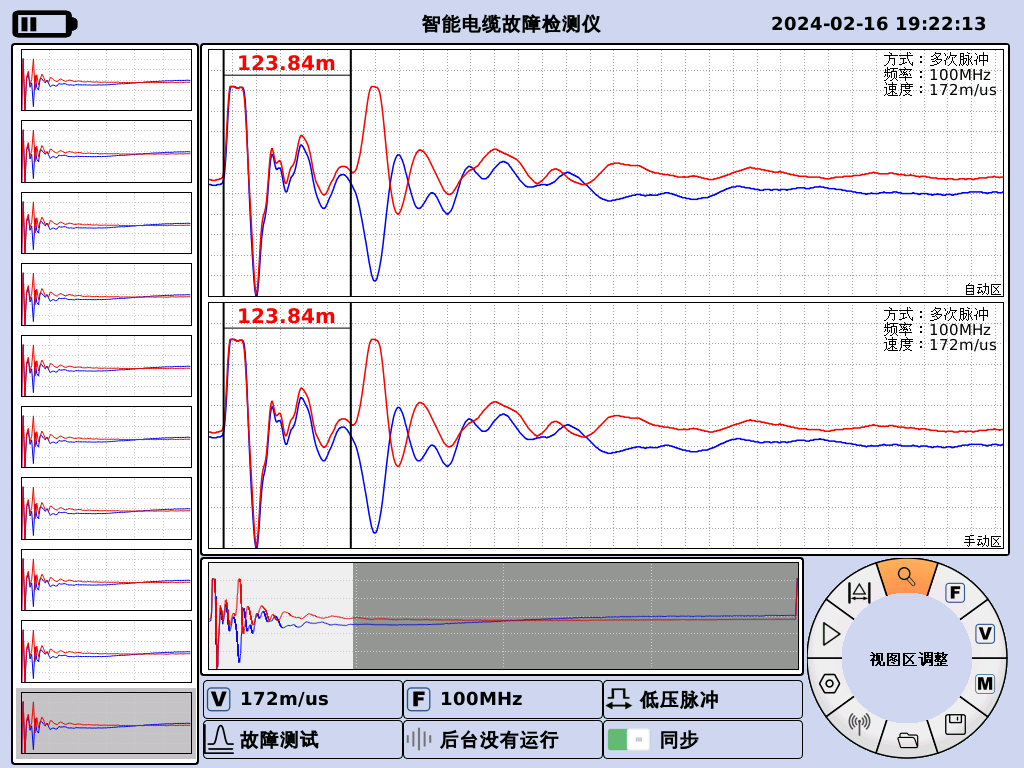 智能电缆故障检测仪
2024-02-16 19:22:13
123.84m
方式：多次脉冲
频率：100MHz
速度：172m/us
自动区
123.84m
方式：多次脉冲
频率：100MHz
速度：172m/us
手动区
F
V
视图区调整
M
V 172m/us
F 100MHz
低压脉冲
故障测试
后台没有运行
同步